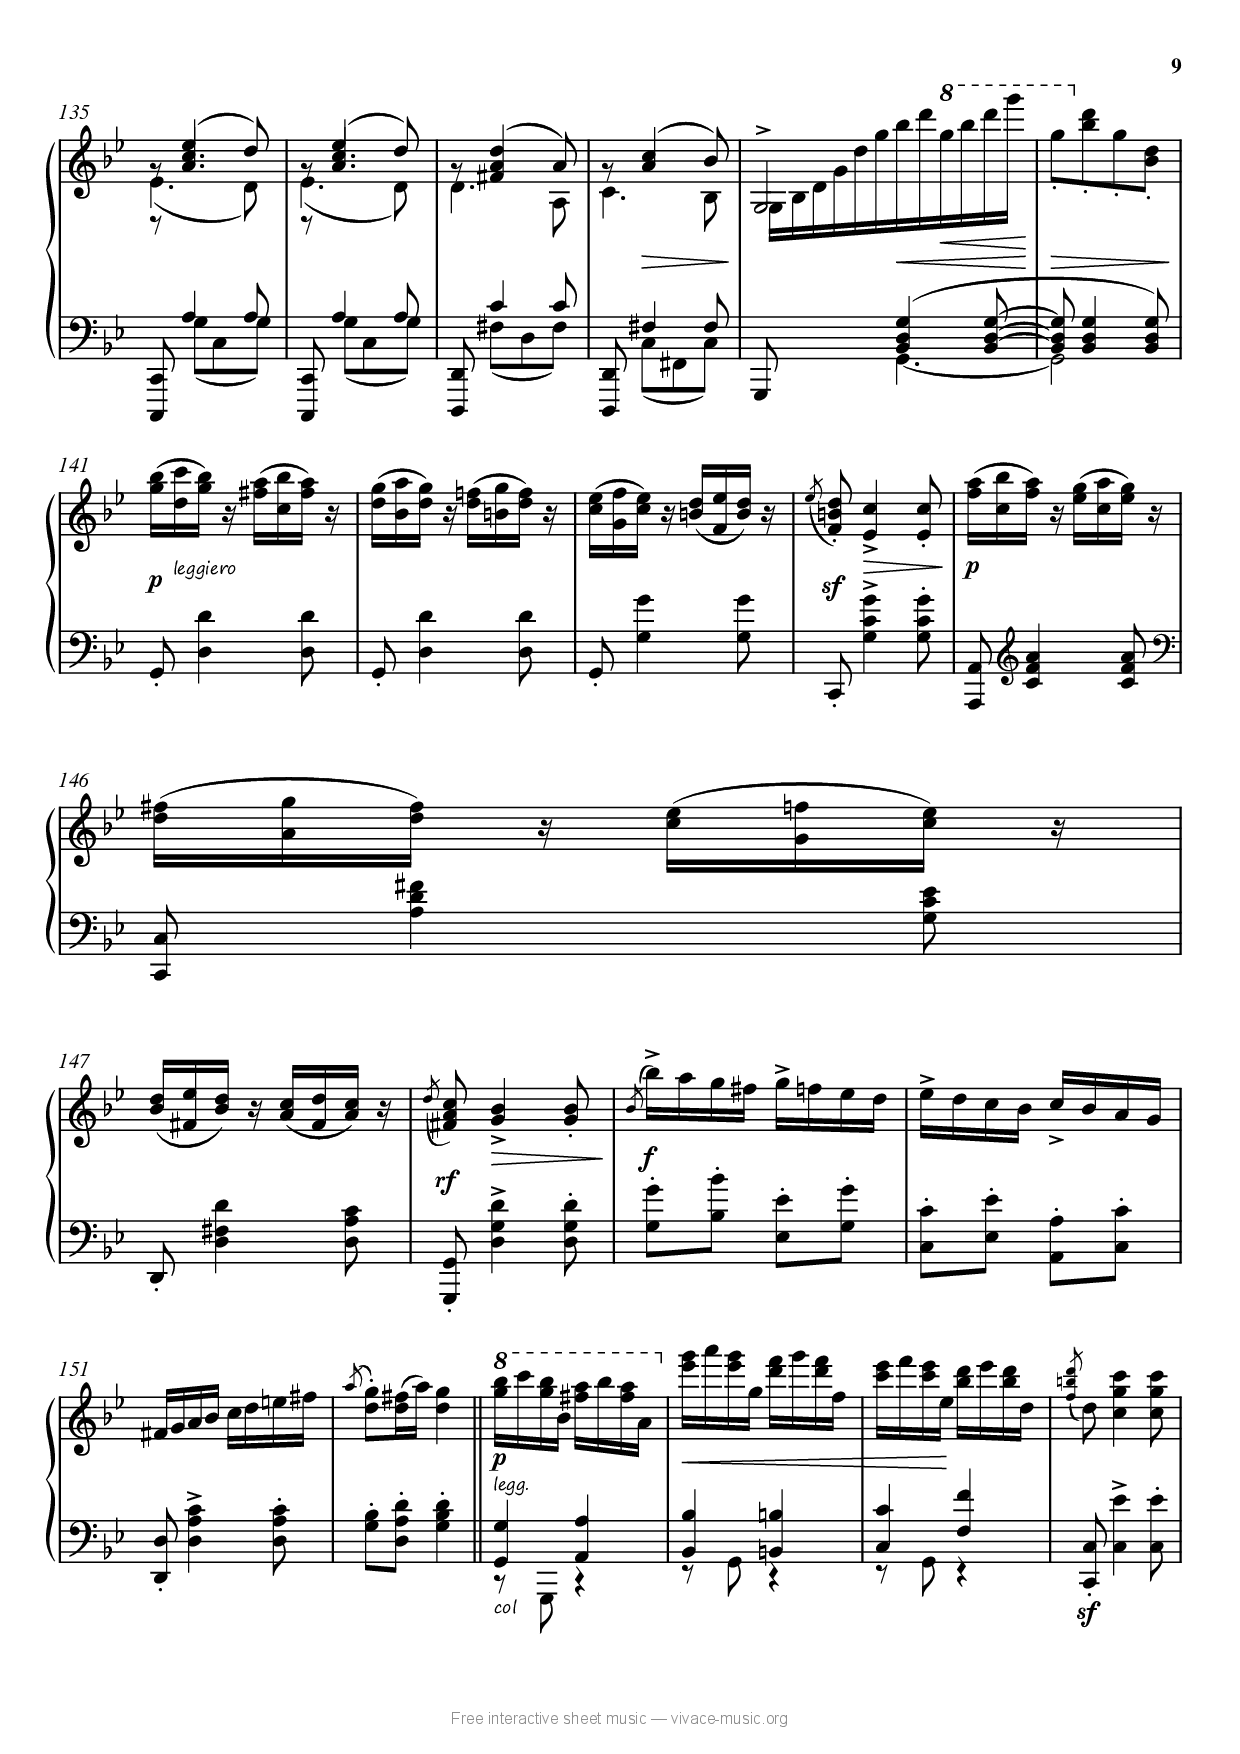 9
135
8
141
p leggiero
sf
p
146
147
rf
f
151
8
p
legg.
col
sf
Free interactive sheet music — vivace-music.org